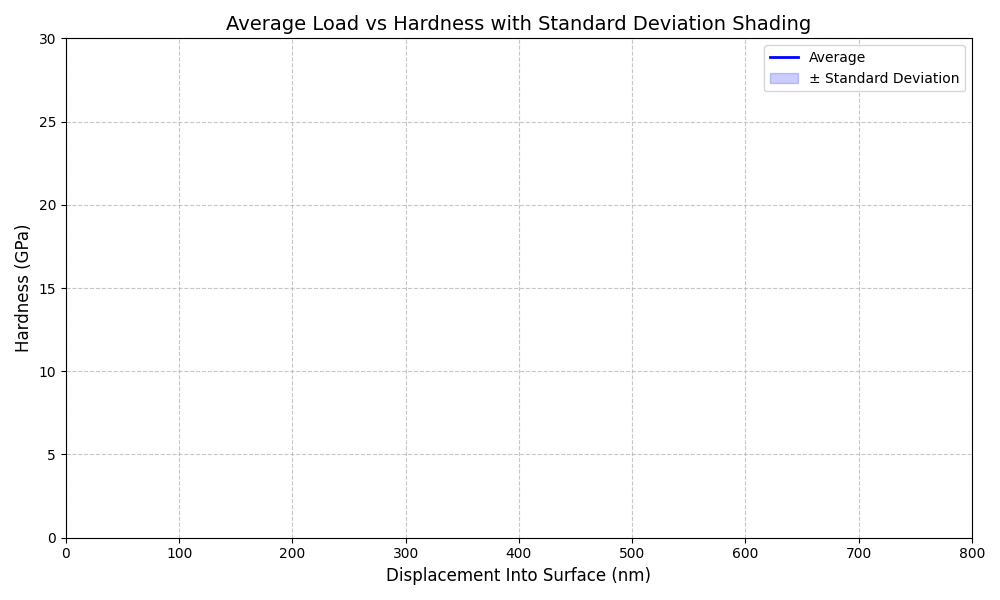 Average Load vs Hardness with Standard Deviation Shading
Average
± Standard Deviation
Hardness (GPa)
30
25
20
15
10
5
0
0 100 200 300 400 500 600 700 800
Displacement Into Surface (nm)